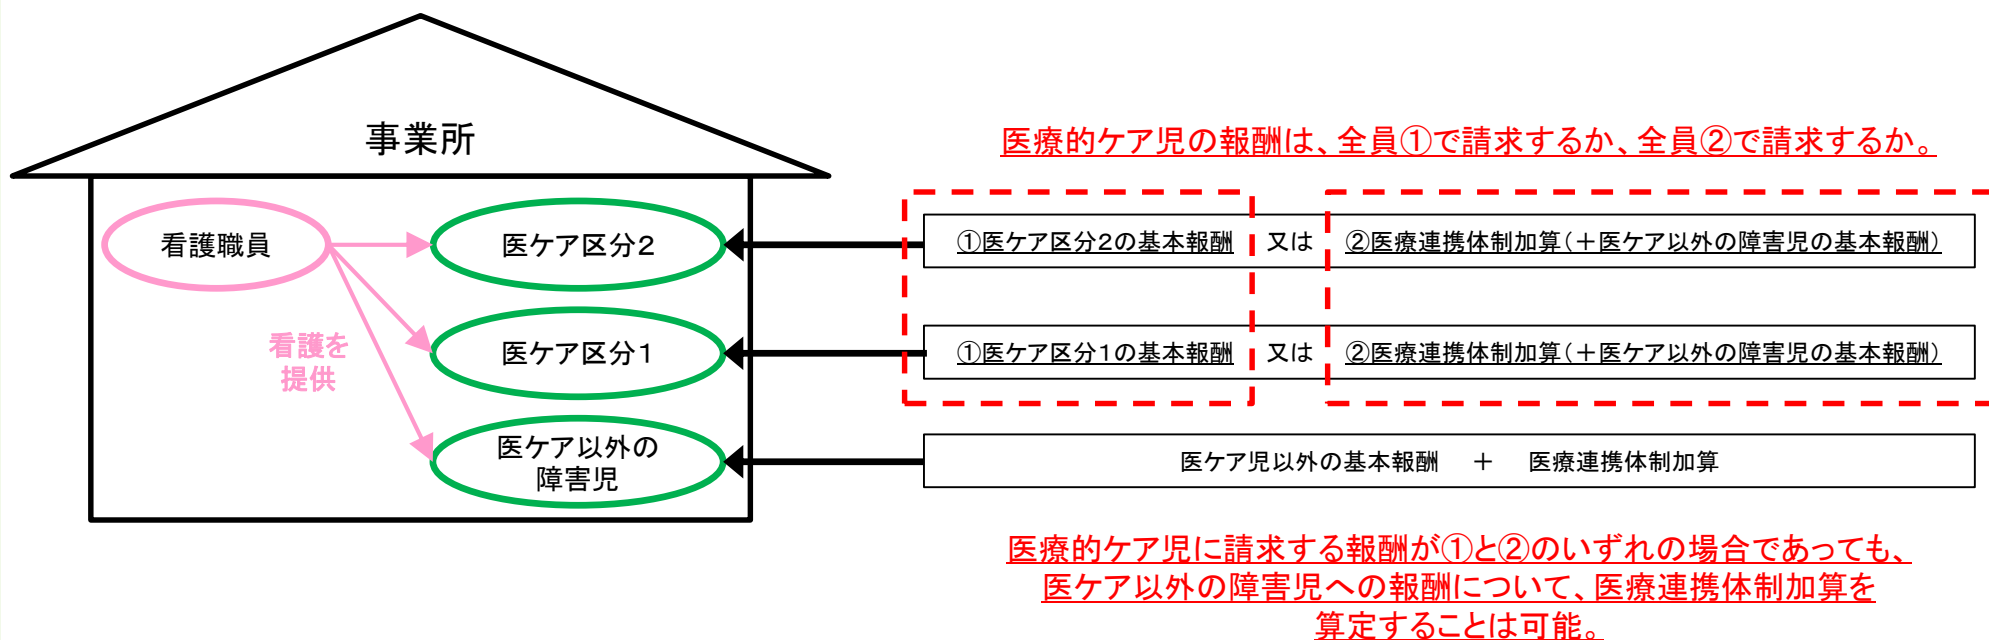 事業所
医療的ケア児の報酬は、全員①で請求するか、全員②で請求するか。
看護職員
医ケア区分2
①医ケア区分2の基本報酬 又は ②医療連携体制加算(+医ケア以外の障害児の基本報酬)
看護を
提供
医ケア区分1
①医ケア区分1の基本報酬 又は ②医療連携体制加算(+医ケア以外の障害児の基本報酬)
医ケア以外の
障害児
医ケア児以外の基本報酬 + 医療連携体制加算
医療的ケア児に請求する報酬が①と②のいずれの場合であっても、
医ケア以外の障害児への報酬について、医療連携体制加算を
算定することは可能。